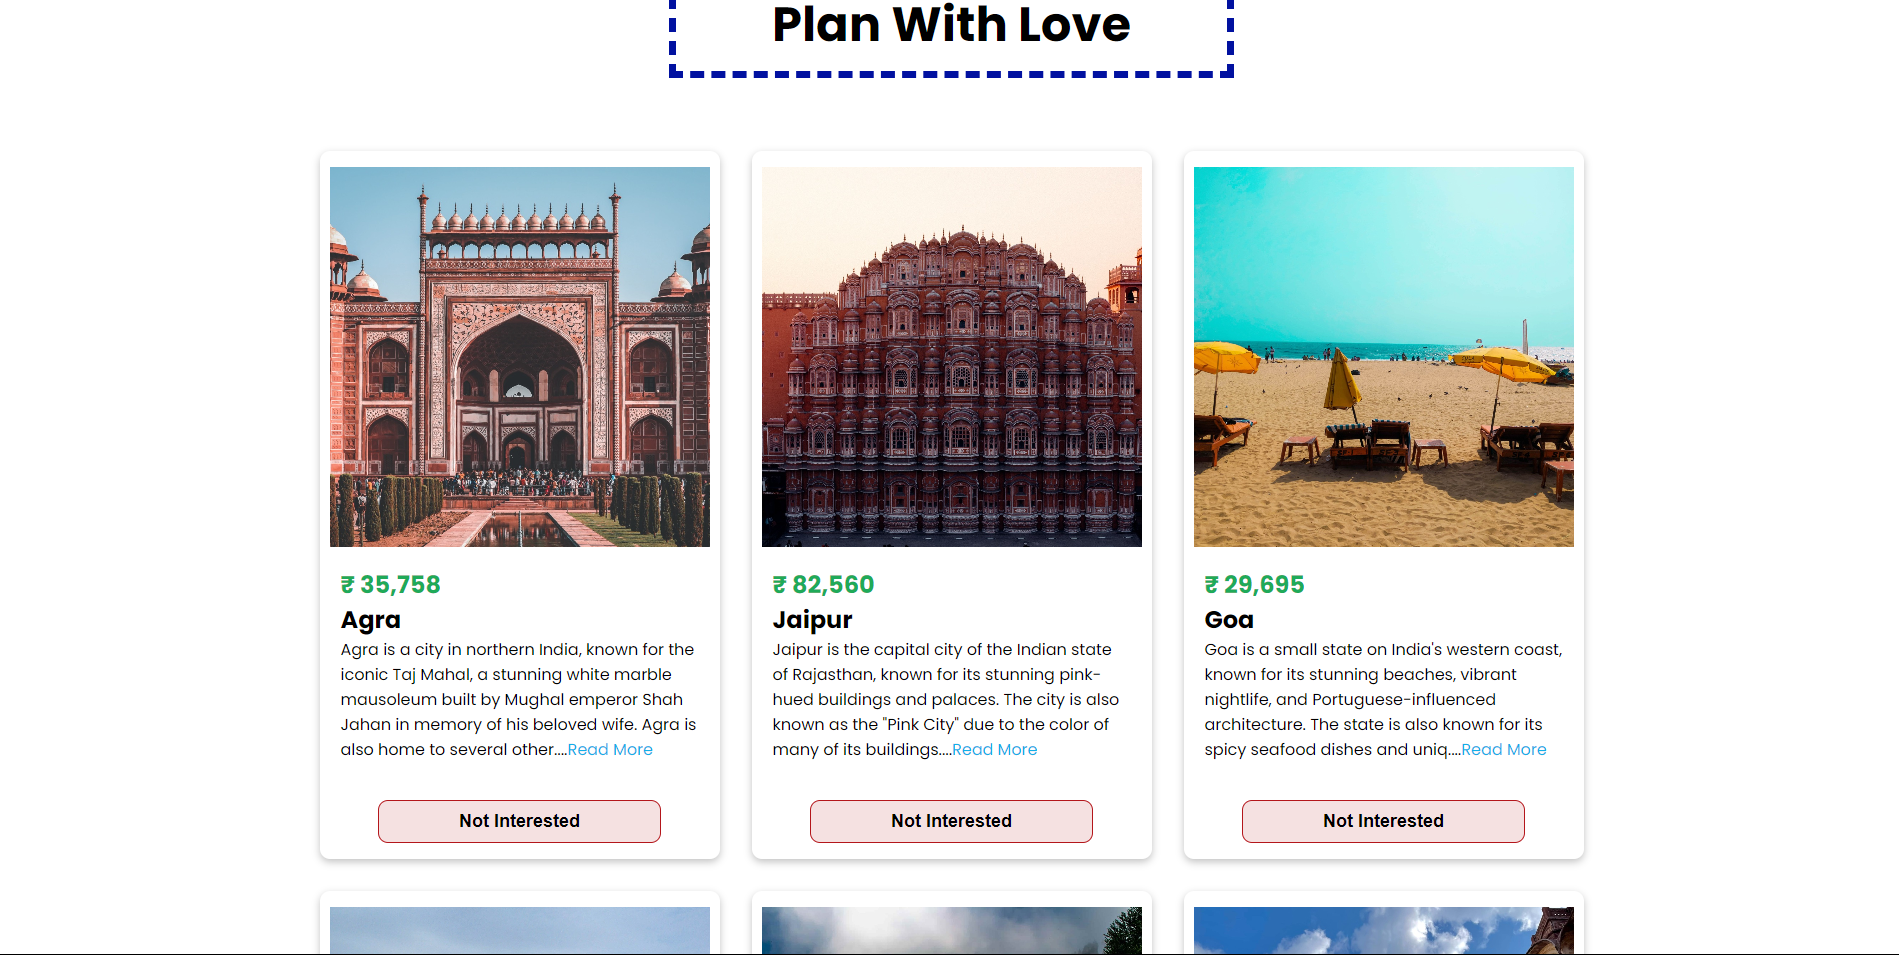 Plan With Love
₹ 35,758
Agra
Agra is a city in northern India, known for the
iconic Taj Mahal, a stunning white marble
mausoleum built by Mughal emperor Shah
Jahan in memory of his beloved wife. Agra is
also home to several other....Read More
Not Interested
₹ 82,560
Jaipur
Jaipur is the capital city of the Indian state
of Rajasthan, known for its stunning pink-
hued buildings and palaces. The city is also
known as the "Pink City" due to the color of
many of its buildings....Read More
Not Interested
₹ 29,695
Goa
Goa is a small state on India's western coast,
known for its stunning beaches, vibrant
nightlife, and Portuguese-influenced
architecture. The state is also known for its
spicy seafood dishes and uniq....Read More
Not Interested